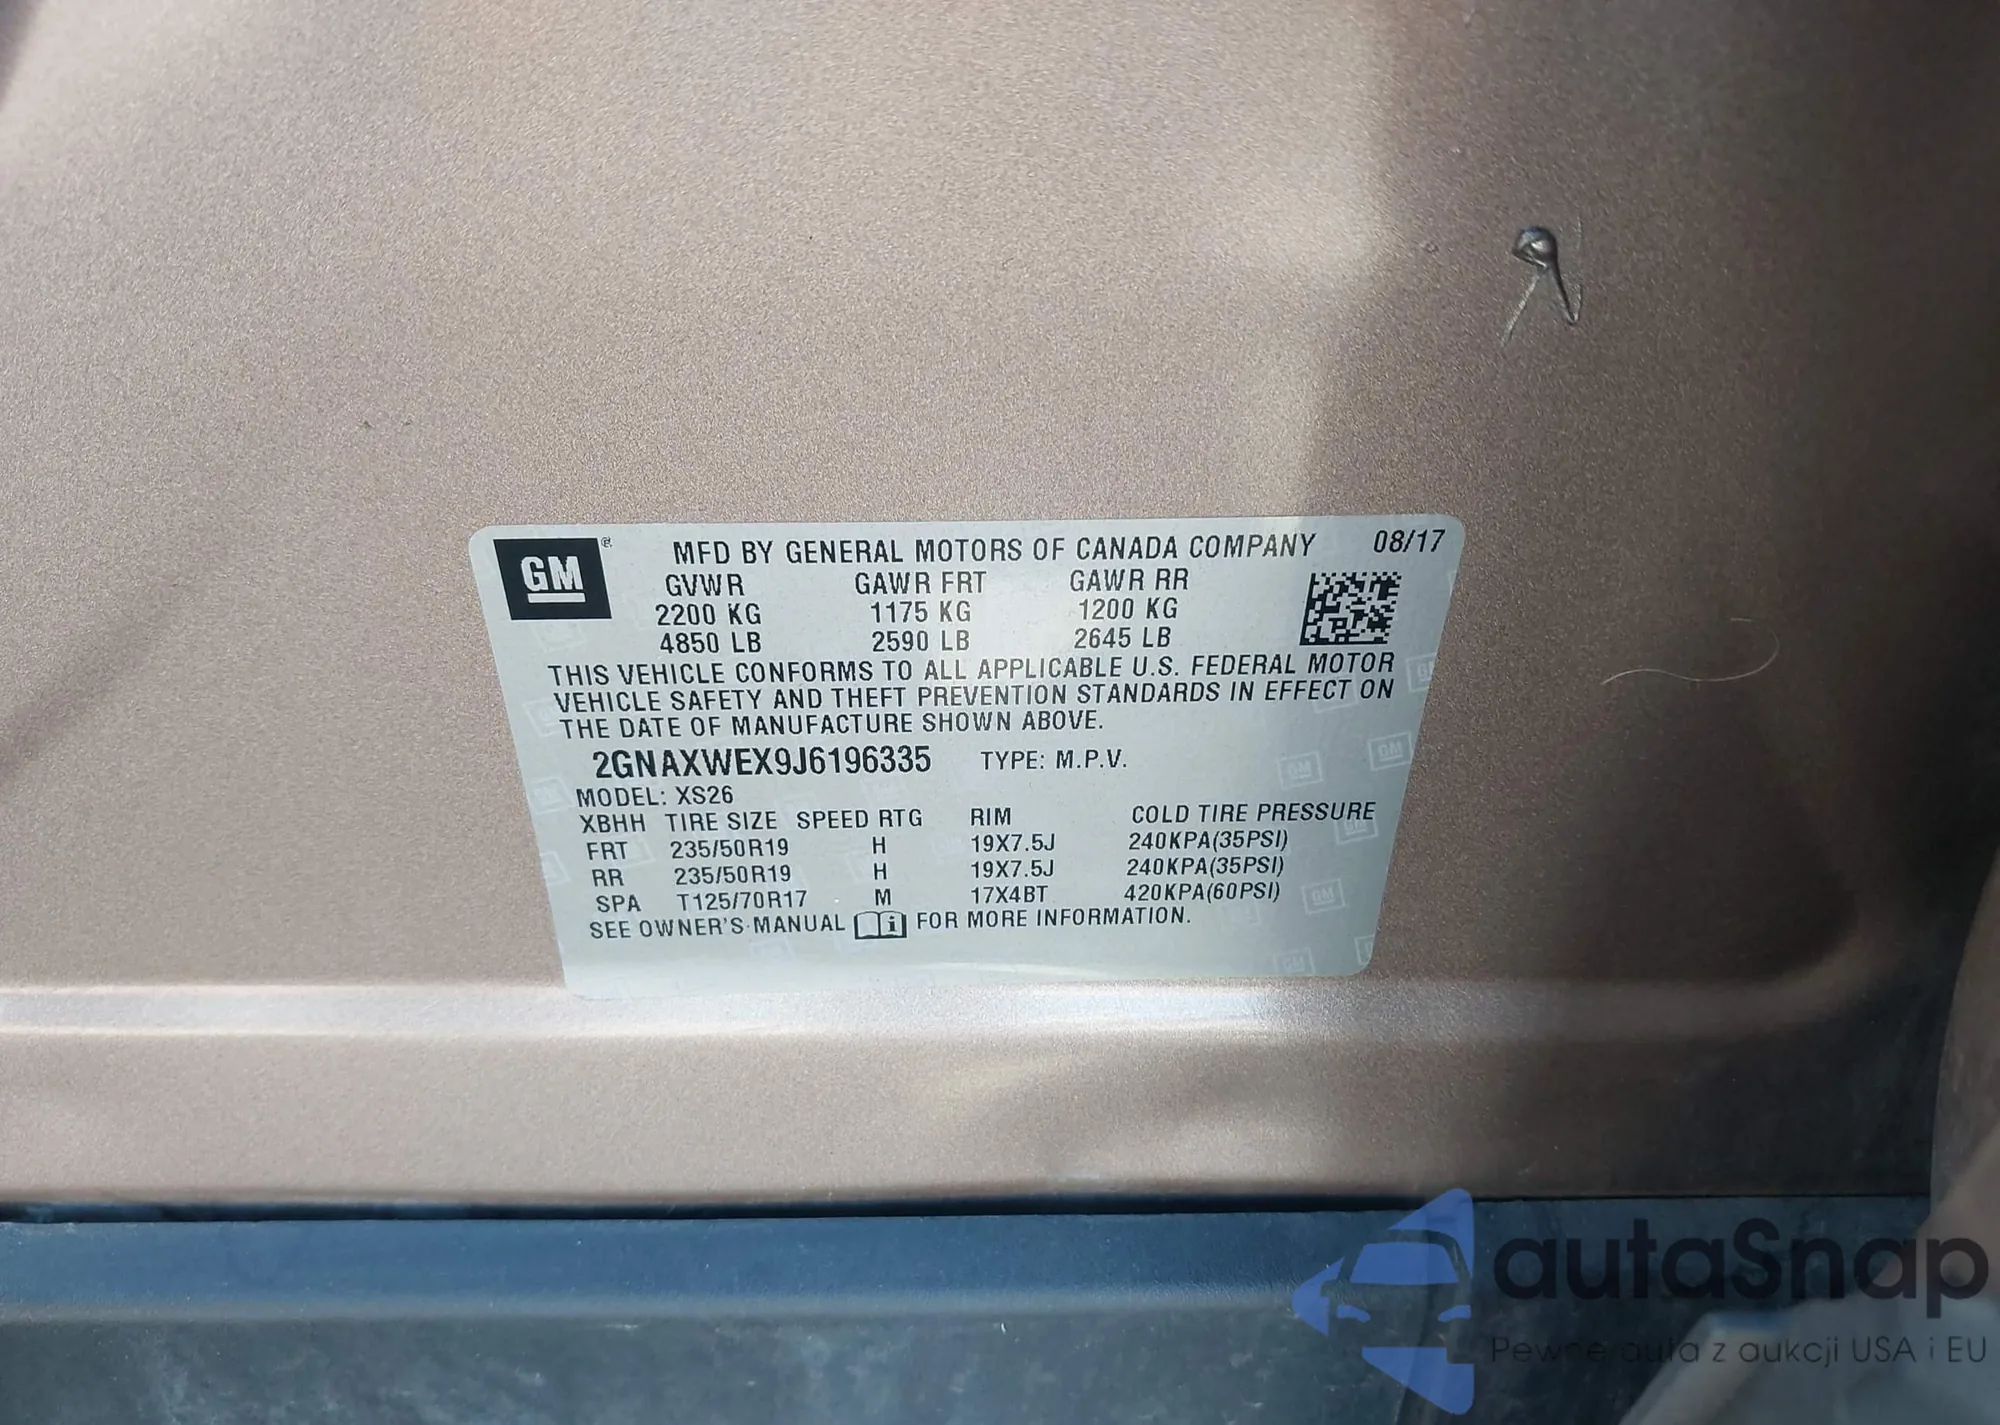 GM
MFD BY GENERAL MOTORS OF CANADA COMPANY 08/17
GVWR GAWR FRT GAWR RR
2200 KG 1175 KG 1200 KG
4850 LB 2590 LB 2645 LB
THIS VEHICLE CONFORMS TO ALL APPLICABLE U.S. FEDERAL MOTOR
VEHICLE SAFETY AND THEFT PREVENTION STANDARDS IN EFFECT ON
THE DATE OF MANUFACTURE SHOWN ABOVE.
2GNAXWEX9J6196335 TYPE: M.P.V.
MODEL: XS26
XBHH TIRE SIZE SPEED RTG RIM COLD TIRE PRESSURE
FRT 235/50R19 H 19X7.5J 240KPA(35PSI)
RR 235/50R19 H 19X7.5J 240KPA(35PSI)
SPA T125/70R17 M 17X4BT 420KPA(60PSI)
SEE OWNER'S MANUAL i FOR MORE INFORMATION.
autaSnap
Pewne auta z aukcji USA i EU